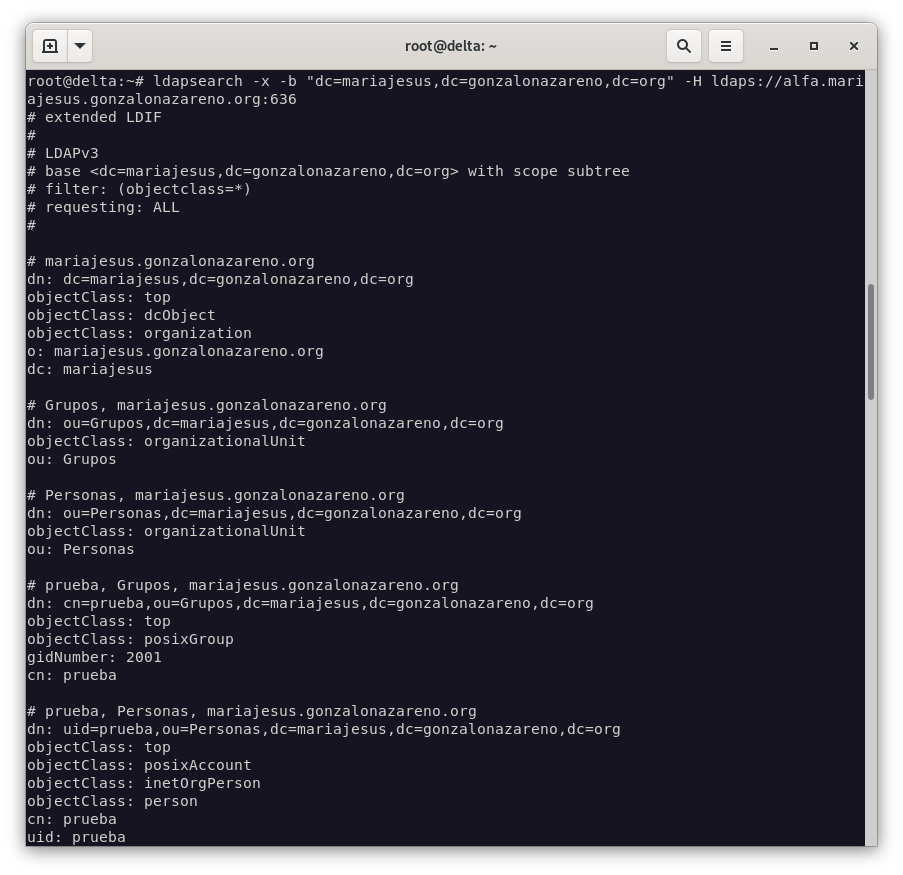 root@delta: ~
root@delta:~# ldapsearch -x -b "dc=mariajesus,dc=gonzalonazareno,dc=org" -H ldaps://alfa.mari
ajesus.gonzalonazareno.org:636
# extended LDIF
#
# LDAPv3
# base <dc=mariajesus,dc=gonzalonazareno,dc=org> with scope subtree
# filter: (objectclass=*)
# requesting: ALL
#
# mariajesus.gonzalonazareno.org
dn: dc=mariajesus,dc=gonzalonazareno,dc=org
objectClass: top
objectClass: dcObject
objectClass: organization
o: mariajesus.gonzalonazareno.org
dc: mariajesus
# Grupos, mariajesus.gonzalonazareno.org
dn: ou=Grupos,dc=mariajesus,dc=gonzalonazareno,dc=org
objectClass: organizationalUnit
ou: Grupos
# Personas, mariajesus.gonzalonazareno.org
dn: ou=Personas,dc=mariajesus,dc=gonzalonazareno,dc=org
objectClass: organizationalUnit
ou: Personas
# prueba, Grupos, mariajesus.gonzalonazareno.org
dn: cn=prueba,ou=Grupos,dc=mariajesus,dc=gonzalonazareno,dc=org
objectClass: top
objectClass: posixGroup
gidNumber: 2001
cn: prueba
# prueba, Personas, mariajesus.gonzalonazareno.org
dn: uid=prueba,ou=Personas,dc=mariajesus,dc=gonzalonazareno,dc=org
objectClass: top
objectClass: posixAccount
objectClass: inetOrgPerson
objectClass: person
cn: prueba
uid: prueba